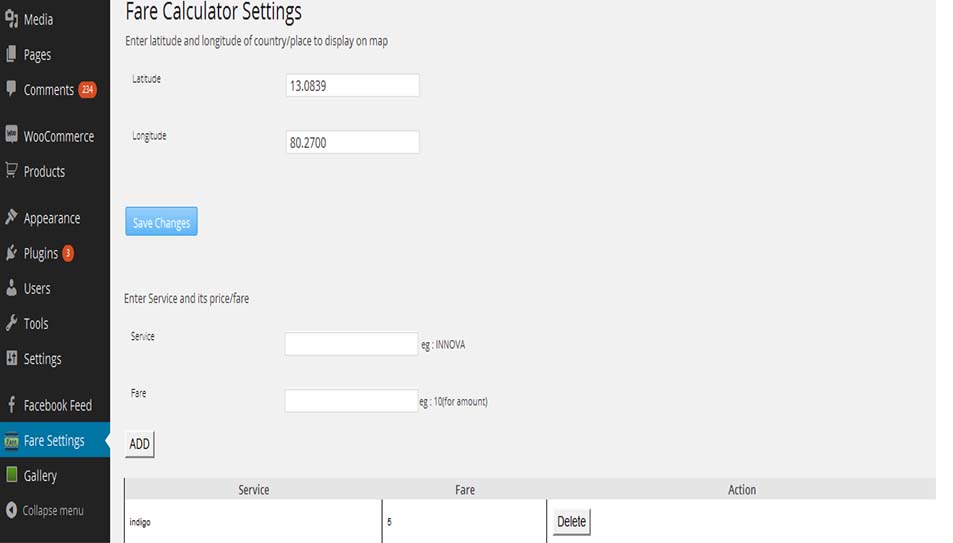 Media
Pages
Comments 234
WooCommerce
Products
Appearance
Plugins 3
Users
Tools
Settings
Facebook Feed
Fare Settings
Gallery
Collapse menu
Fare Calculator Settings
Enter latitude and longitude of country/place to display on map
Latitude 13.0839
Longitude 80.2700
Save Changes
Enter Service and its price/fare
Service eg : INNOVA
Fare eg : 10(for amount)
ADD
Service Fare Action
indigo 5 Delete